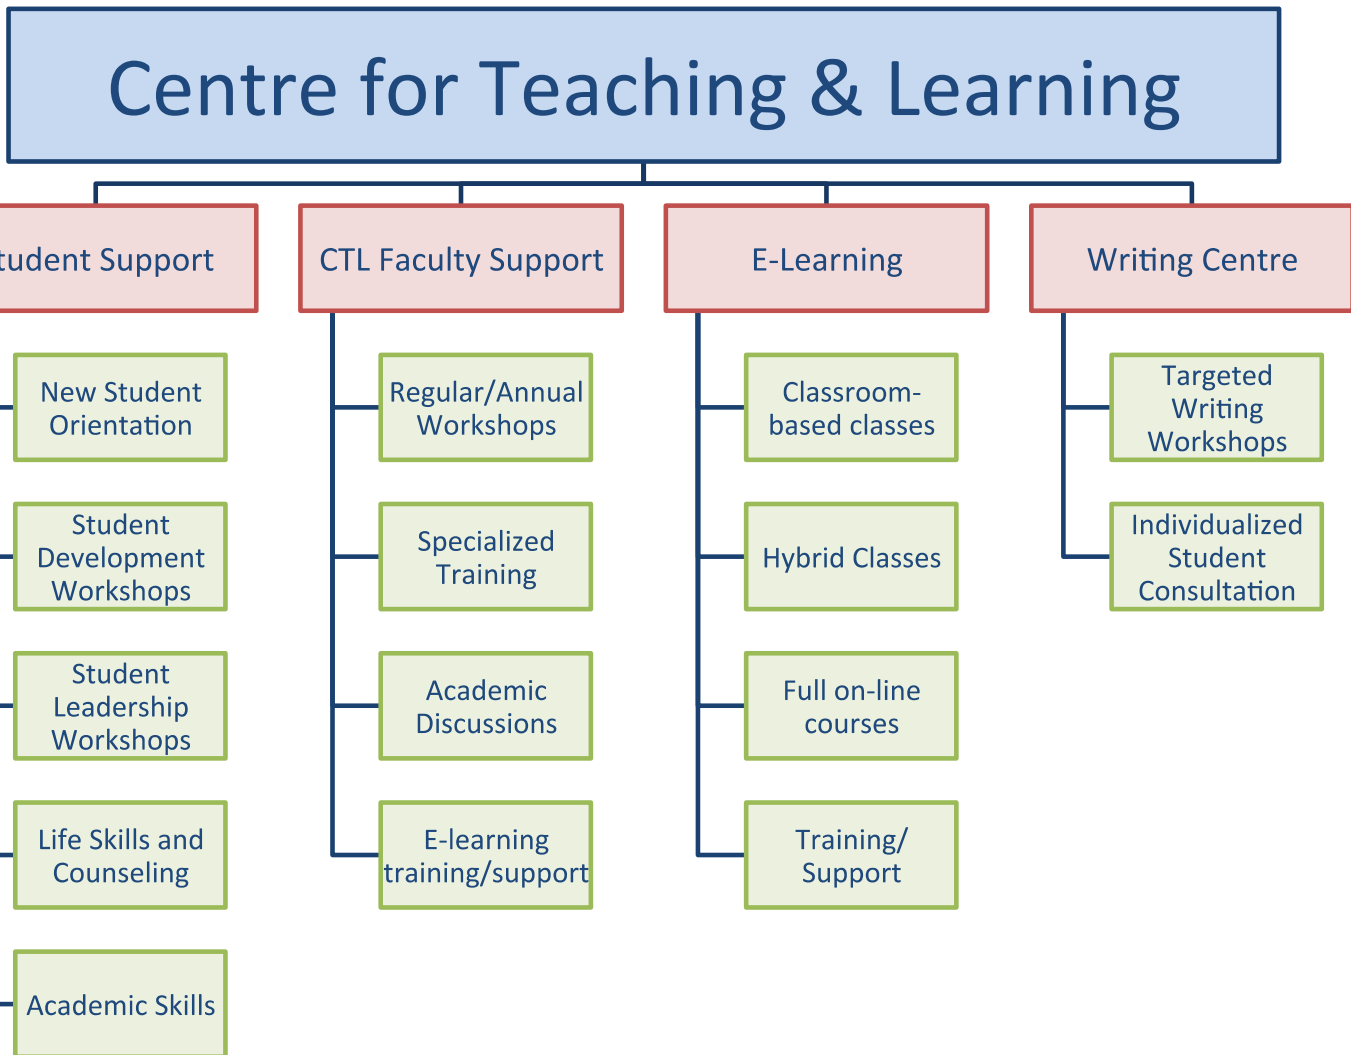 Centre for Teaching & Learning
tudent Support
New Student
Orientation
Student
Development
Workshops
Student
Leadership
Workshops
Life Skills and
Counseling
Academic Skills
CTL Faculty Support
Regular/Annual
Workshops
Specialized
Training
Academic
Discussions
E-learning
training/support
E-Learning
Classroom-
based classes
Hybrid Classes
Full on-line
courses
Training/
Support
Writing Centre
Targeted
Writing
Workshops
Individualized
Student
Consultation